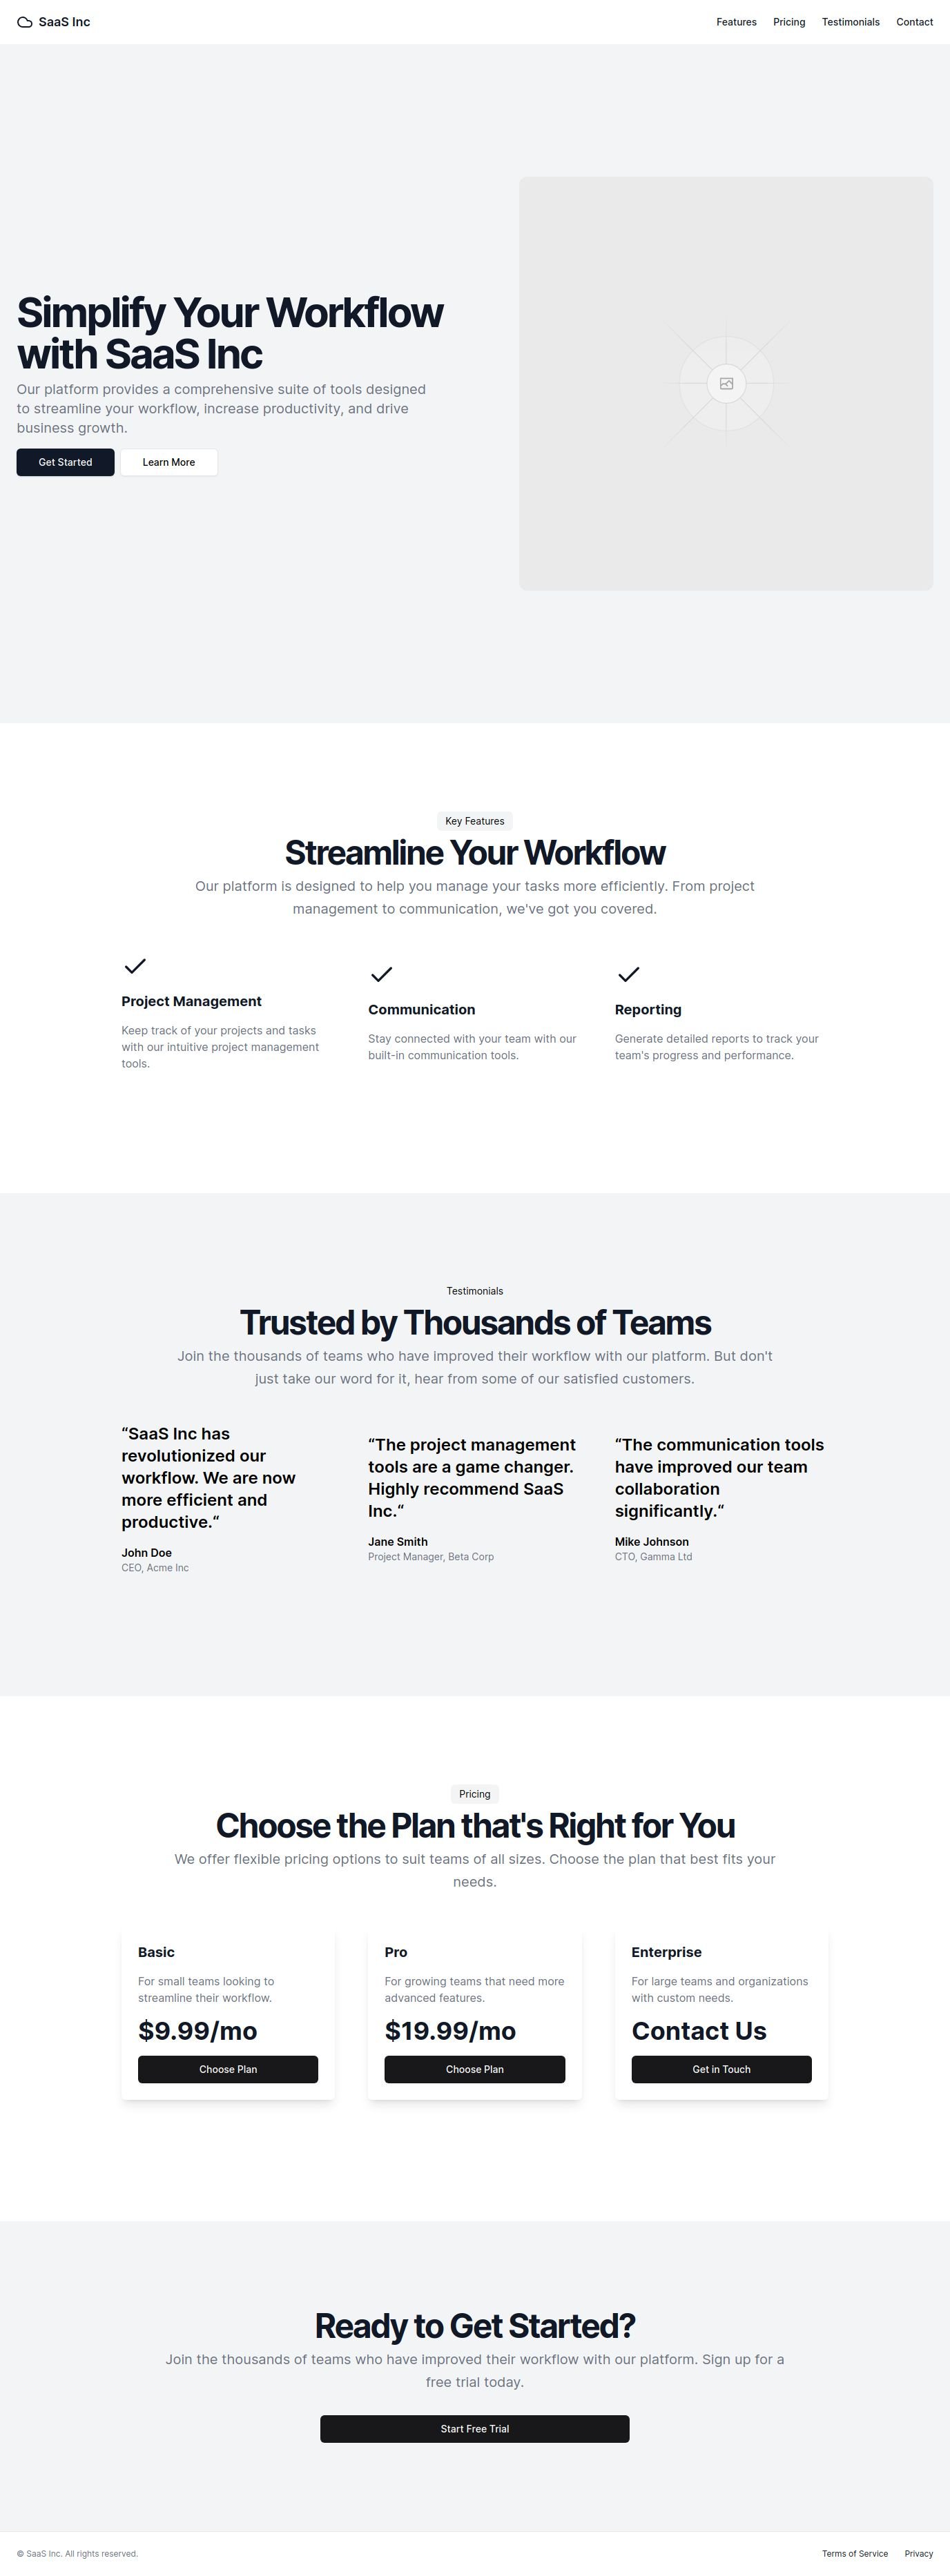 SaaS Inc
Features
Pricing
Testimonials
Contact
Simplify Your Workflow
with SaaS Inc
Our platform provides a comprehensive suite of tools designed
to streamline your workflow, increase productivity, and drive
business growth.
Get Started
Learn More
Key Features
Streamline Your Workflow
Our platform is designed to help you manage your tasks more efficiently. From project
management to communication, we've got you covered.
Project Management
Keep track of your projects and tasks
with our intuitive project management
tools.
Communication
Stay connected with your team with our
built-in communication tools.
Reporting
Generate detailed reports to track your
team's progress and performance.
Testimonials
Trusted by Thousands of Teams
Join the thousands of teams who have improved their workflow with our platform. But don't
just take our word for it, hear from some of our satisfied customers.
“SaaS Inc has
revolutionized our
workflow. We are now
more efficient and
productive.“
John Doe
CEO, Acme Inc
“The project management
tools are a game changer.
Highly recommend SaaS
Inc.“
Jane Smith
Project Manager, Beta Corp
“The communication tools
have improved our team
collaboration
significantly.“
Mike Johnson
CTO, Gamma Ltd
Pricing
Choose the Plan that's Right for You
We offer flexible pricing options to suit teams of all sizes. Choose the plan that best fits your
needs.
Basic
For small teams looking to
streamline their workflow.
$9.99/mo
Choose Plan
Pro
For growing teams that need more
advanced features.
$19.99/mo
Choose Plan
Enterprise
For large teams and organizations
with custom needs.
Contact Us
Get in Touch
Ready to Get Started?
Join the thousands of teams who have improved their workflow with our platform. Sign up for a
free trial today.
Start Free Trial
© SaaS Inc. All rights reserved.
Terms of Service
Privacy